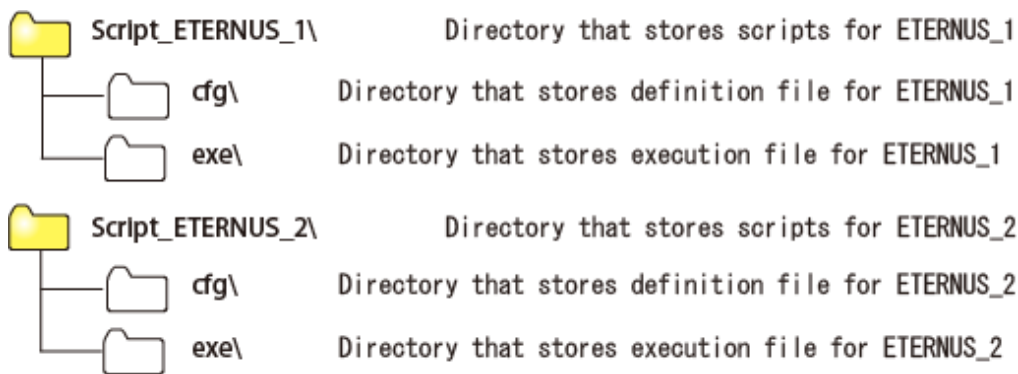 Script_ETERNUS_1\ Directory that stores scripts for ETERNUS_1
cfg\ Directory that stores definition file for ETERNUS_1
exe\ Directory that stores execution file for ETERNUS_1
Script_ETERNUS_2\ Directory that stores scripts for ETERNUS_2
cfg\ Directory that stores definition file for ETERNUS_2
exe\ Directory that stores execution file for ETERNUS_2